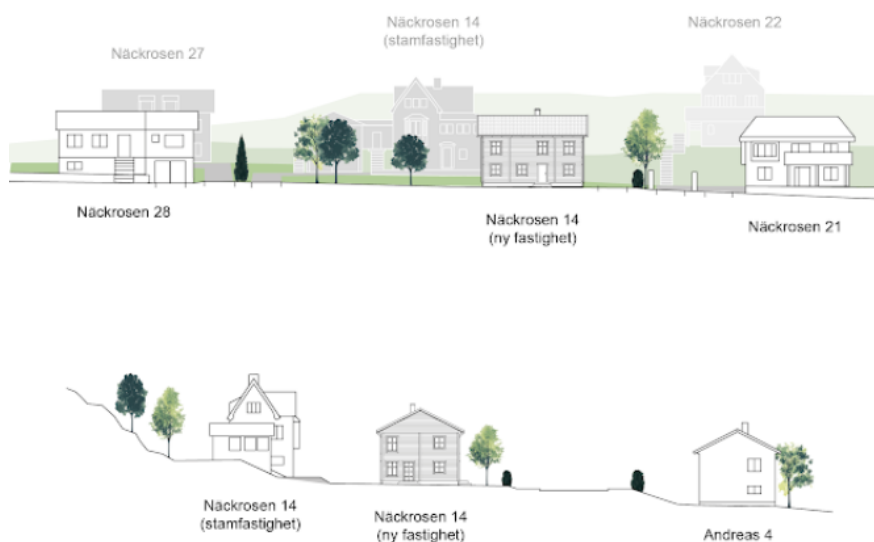 Näckrosen 14
(stamfastighet)
Näckrosen 22
Näckrosen 27
Näckrosen 28
Näckrosen 14
(ny fastighet)
Näckrosen 21
Näckrosen 14
(stamfastighet)
Näckrosen 14
(ny fastighet)
Andreas 4